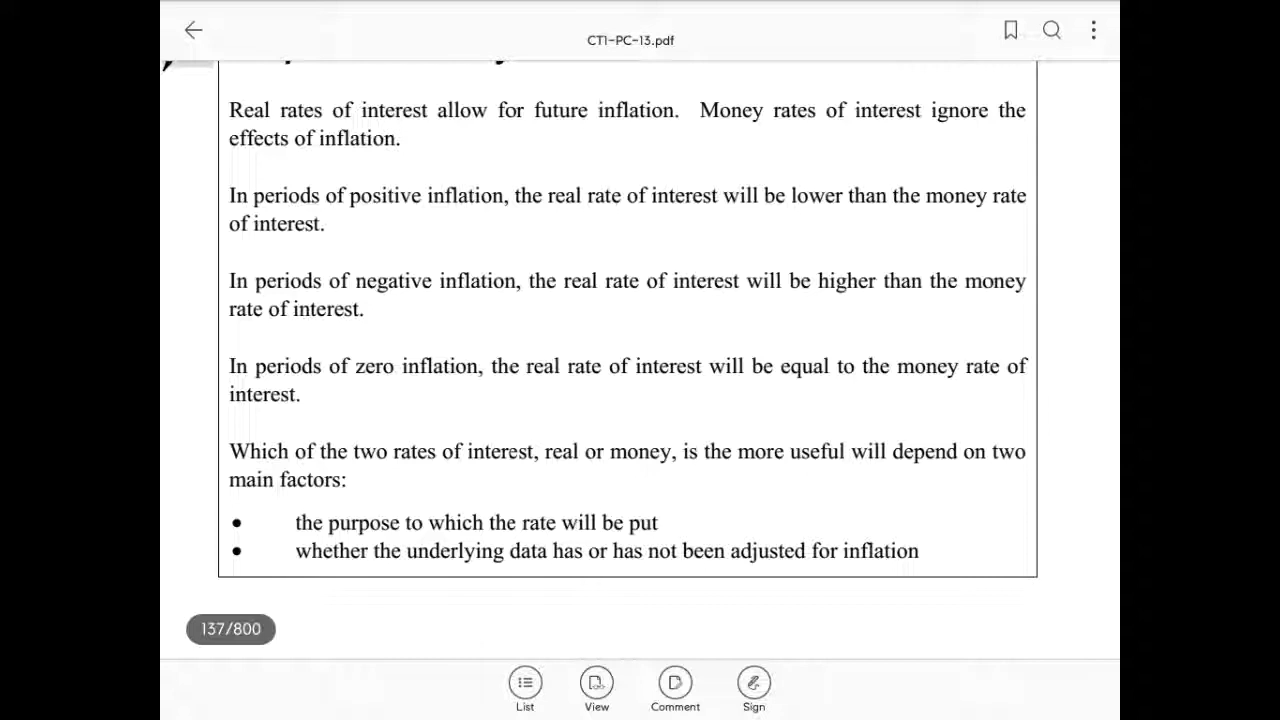 CT1-PC-13.pdf
Real rates of interest allow for future inflation. Money rates of interest ignore the
effects of inflation.
In periods of positive inflation, the real rate of interest will be lower than the money rate
of interest.
In periods of negative inflation, the real rate of interest will be higher than the money
rate of interest.
In periods of zero inflation, the real rate of interest will be equal to the money rate of
interest.
Which of the two rates of interest, real or money, is the more useful will depend on two
main factors:
• the purpose to which the rate will be put
• whether the underlying data has or has not been adjusted for inflation
137/800
List View Comment Sign